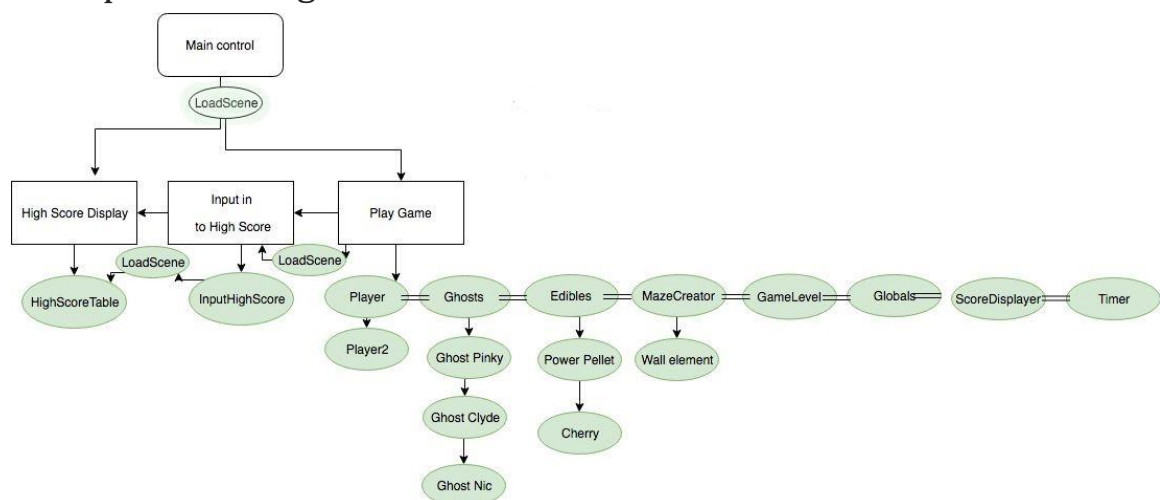 Main control
LoadScene
High Score Display
Input in
to High Score
Play Game
LoadScene
LoadScene
HighScoreTable
InputHighScore
Player
Ghosts
Edibles
MazeCreator
GameLevel
Globals
ScoreDisplayer
Timer
Player2
Ghost Pinky
Power Pellet
Wall element
Ghost Clyde
Cherry
Ghost Nic